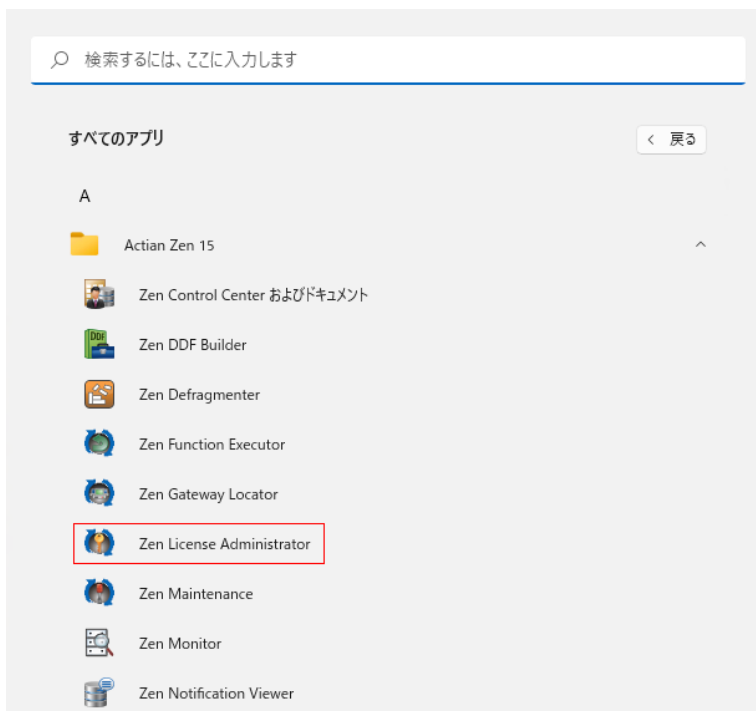 検索するには、ここに入力します
すべてのアプリ
< 戻る
A
Actian Zen 15
Zen Control Center およびドキュメント
DDF
Zen DDF Builder
Zen Defragmenter
Zen Function Executor
Zen Gateway Locator
Zen License Administrator
Zen Maintenance
Zen Monitor
Zen Notification Viewer